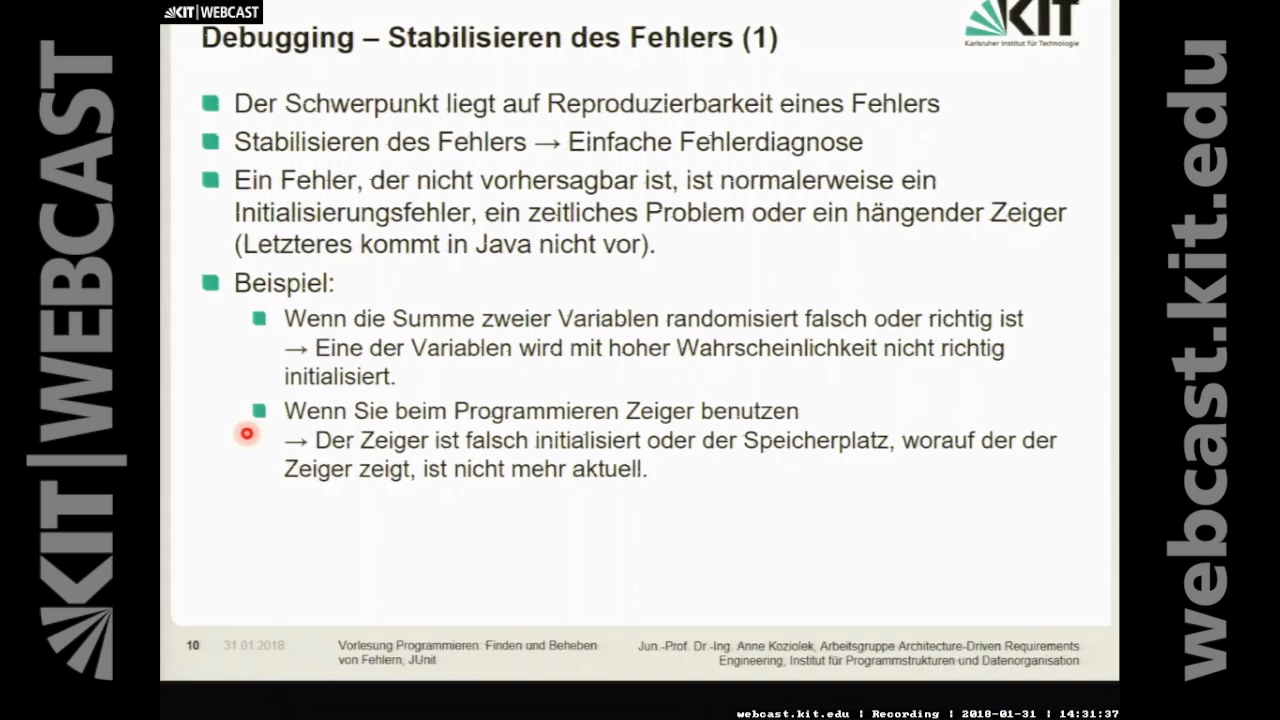 KIT|WEBCAST
KIT|WEBCAST
webcast.kit.edu
Debugging – Stabilisieren des Fehlers (1)
KIT
Karlsruher Institut für Technologie
Der Schwerpunkt liegt auf Reproduzierbarkeit eines Fehlers
Stabilisieren des Fehlers → Einfache Fehlerdiagnose
Ein Fehler, der nicht vorhersagbar ist, ist normalerweise ein
Initialisierungsfehler, ein zeitliches Problem oder ein hängender Zeiger
(Letzteres kommt in Java nicht vor).
Beispiel:
Wenn die Summe zweier Variablen randomisiert falsch oder richtig ist
→ Eine der Variablen wird mit hoher Wahrscheinlichkeit nicht richtig
initialisiert.
Wenn Sie beim Programmieren Zeiger benutzen
→ Der Zeiger ist falsch initialisiert oder der Speicherplatz, worauf der der
Zeiger zeigt, ist nicht mehr aktuell.
10
31.01.2018
Vorlesung Programmieren: Finden und Beheben
von Fehlern, JUnit
Jun.-Prof. Dr.-Ing. Anne Koziolek, Arbeitsgruppe Architecture-Driven Requirements
Engineering, Institut für Programmstrukturen und Datenorganisation
webcast.kit.edu | Recording | 2018-01-31 | 14:31:37